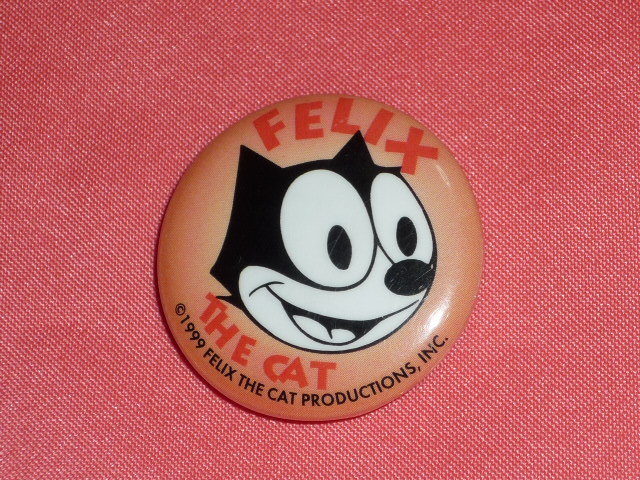 FELIX
THE CAT
©1999 FELIX THE CAT PRODUCTIONS, INC.